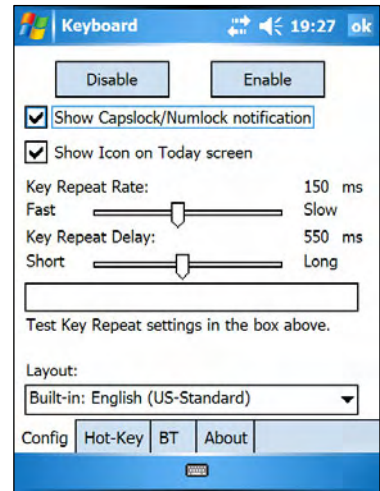 Keyboard 19:27 ok
Disable Enable
Show Capslock/Numlock notification
Show Icon on Today screen
Key Repeat Rate: 150 ms
Fast Slow
Key Repeat Delay: 550 ms
Short Long
Test Key Repeat settings in the box above.
Layout:
Built-in: English (US-Standard)
Config Hot-Key BT About